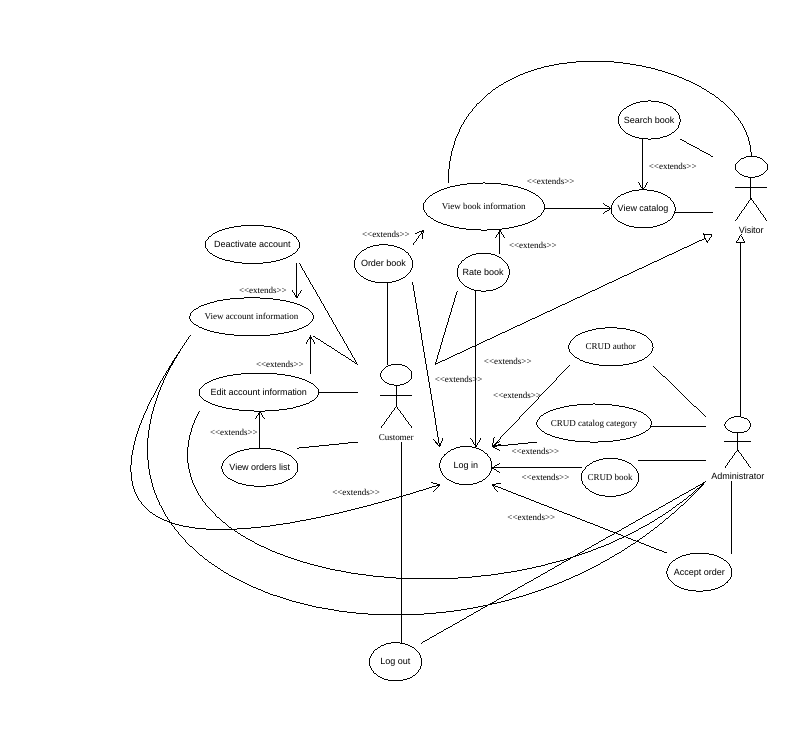 Search book
<<extends>>
<<extends>>
View book information
View catalog
Visitor
<<extends>>
Deactivate account
<<extends>>
Order book
Rate book
<<extends>>
View account information
CRUD author
<<extends>>
<<extends>>
<<extends>>
Edit account information
<<extends>>
CRUD catalog category
<<extends>>
Customer
<<extends>>
View orders list
Log in
<<extends>>
CRUD book
Administrator
<<extends>>
<<extends>>
Accept order
Log out